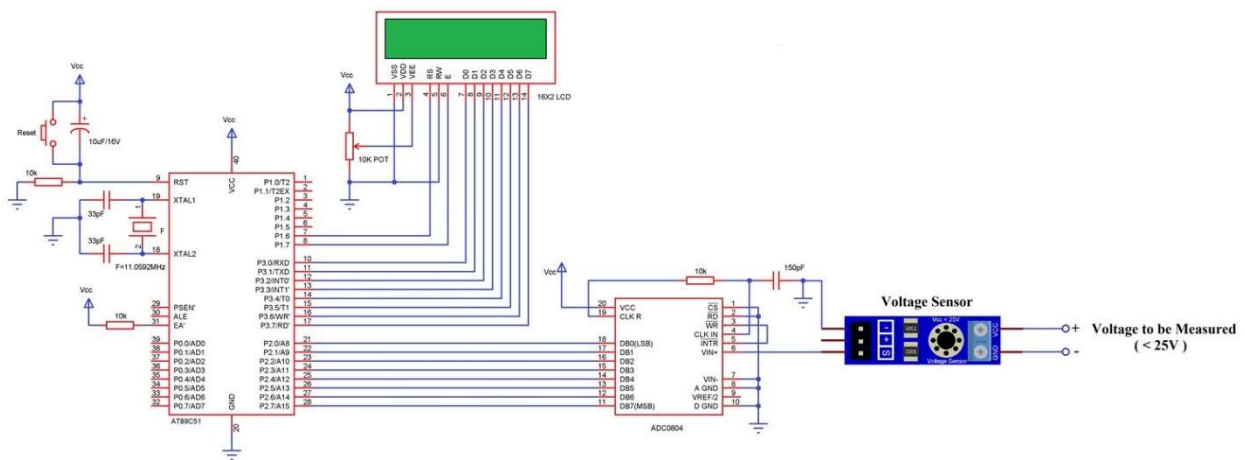 16X2 LCD
VSS
VDD
VEE
RS
RW
E
D0
D1
D2
D3
D4
D5
D6
D7
1
2
3
4
5
6
7
8
9
10
11
12
13
14
Vcc
10K POT
Vcc
Reset
+
10uF/16V
10k
33pF
33pF
1
F
2
F=11.0592MHz
Vcc
10k
Vcc
40
VCC
9 RST
19 XTAL1
18 XTAL2
29 PSEN'
30 ALE
31 EA'
39 P0.0/AD0
38 P0.1/AD1
37 P0.2/AD2
36 P0.3/AD3
35 P0.4/AD4
34 P0.5/AD5
33 P0.6/AD6
32 P0.7/AD7
P1.0/T2 1
P1.1/T2EX 2
P1.2 3
P1.3 4
P1.4 5
P1.5 6
P1.6 7
P1.7 8
P3.0/RXD 10
P3.1/TXD 11
P3.2/INT0' 12
P3.3/INT1' 13
P3.4/T0 14
P3.5/T1 15
P3.6/WR' 16
P3.7/RD' 17
P2.0/A8 21
P2.1/A9 22
P2.2/A10 23
P2.3/A11 24
P2.4/A12 25
P2.5/A13 26
P2.6/A14 27
P2.7/A15 28
GND
20
AT89C51
Vcc
10k
150pF
20 VCC
19 CLK R
18 DB0(LSB)
17 DB1
16 DB2
15 DB3
14 DB4
13 DB5
12 DB6
11 DB7(MSB)
CS 1
RD 2
WR 3
CLK IN 4
INTR 5
VIN+ 6
VIN- 7
A GND 8
VREF/2 9
D GND 10
ADC0804
Voltage Sensor
Vcc < 25V
-
+
S
Voltage Sensor
VCC
GND
+
-
Voltage to be Measured
( < 25V )